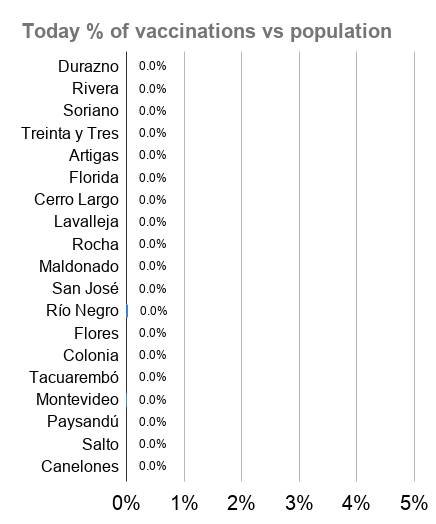 Today % of vaccinations vs population
Durazno 0.0%
Rivera 0.0%
Soriano 0.0%
Treinta y Tres 0.0%
Artigas 0.0%
Florida 0.0%
Cerro Largo 0.0%
Lavalleja 0.0%
Rocha 0.0%
Maldonado 0.0%
San José 0.0%
Río Negro 0.0%
Flores 0.0%
Colonia 0.0%
Tacuarembó 0.0%
Montevideo 0.0%
Paysandú 0.0%
Salto 0.0%
Canelones 0.0%
0% 1% 2% 3% 4% 5%